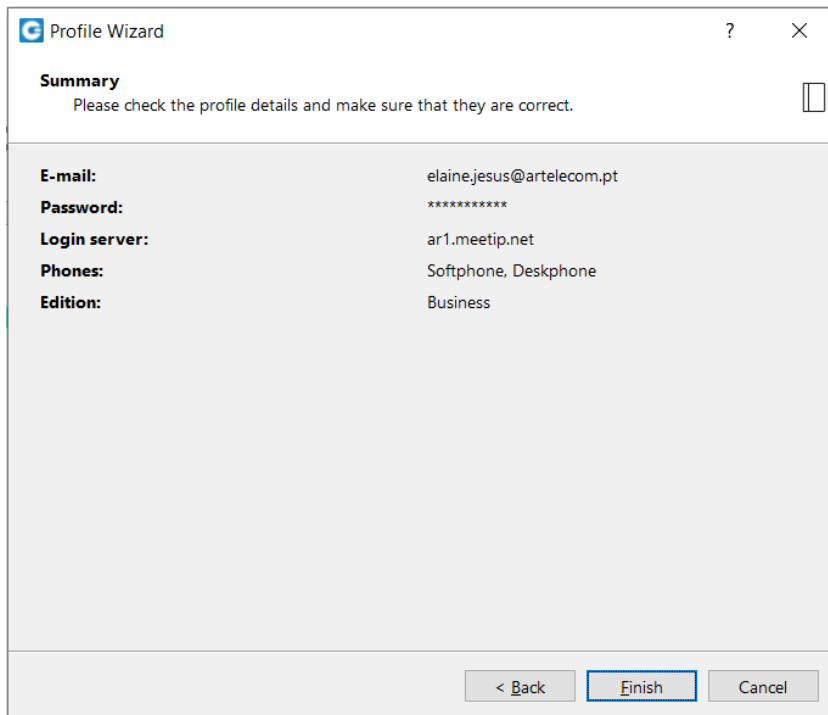 Profile Wizard
?
Summary
Please check the profile details and make sure that they are correct.
E-mail: elaine.jesus@artelecom.pt
Password: ***********
Login server: ar1.meetip.net
Phones: Softphone, Deskphone
Edition: Business
< Back Finish Cancel